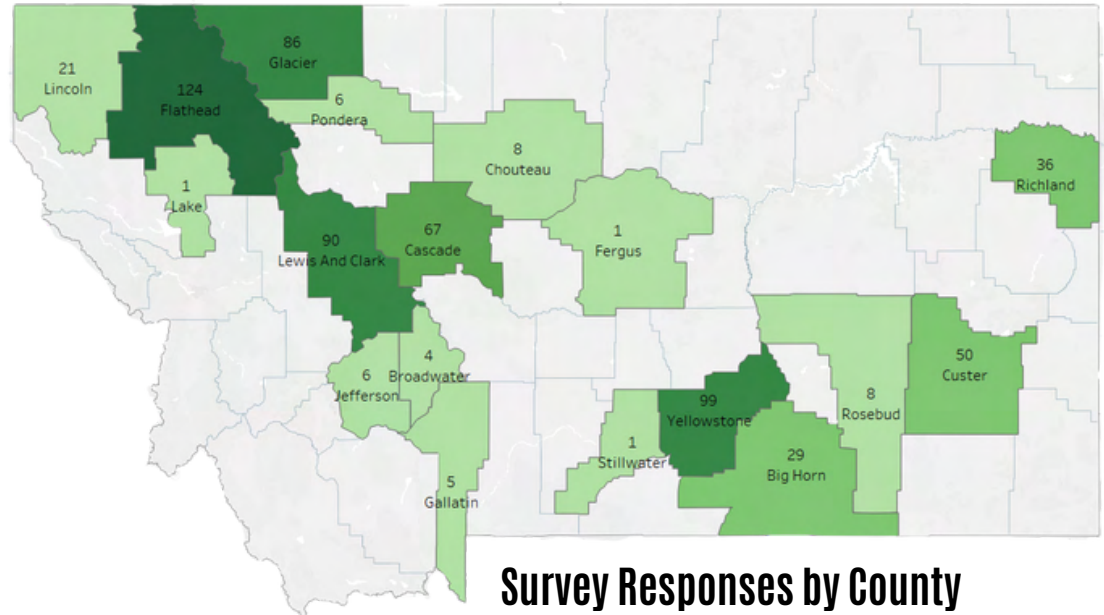 86
Glacier
21
Lincoln
124
Flathead
6
Pondera
8
Chouteau
36
Richland
1
Lake
67
Cascade
1
Fergus
90
Lewis And Clark
4
Broadwater
6
Jefferson
50
Custer
99
Yellowstone
8
Rosebud
1
Stillwater
29
Big Horn
5
Gallatin
Survey Responses by County